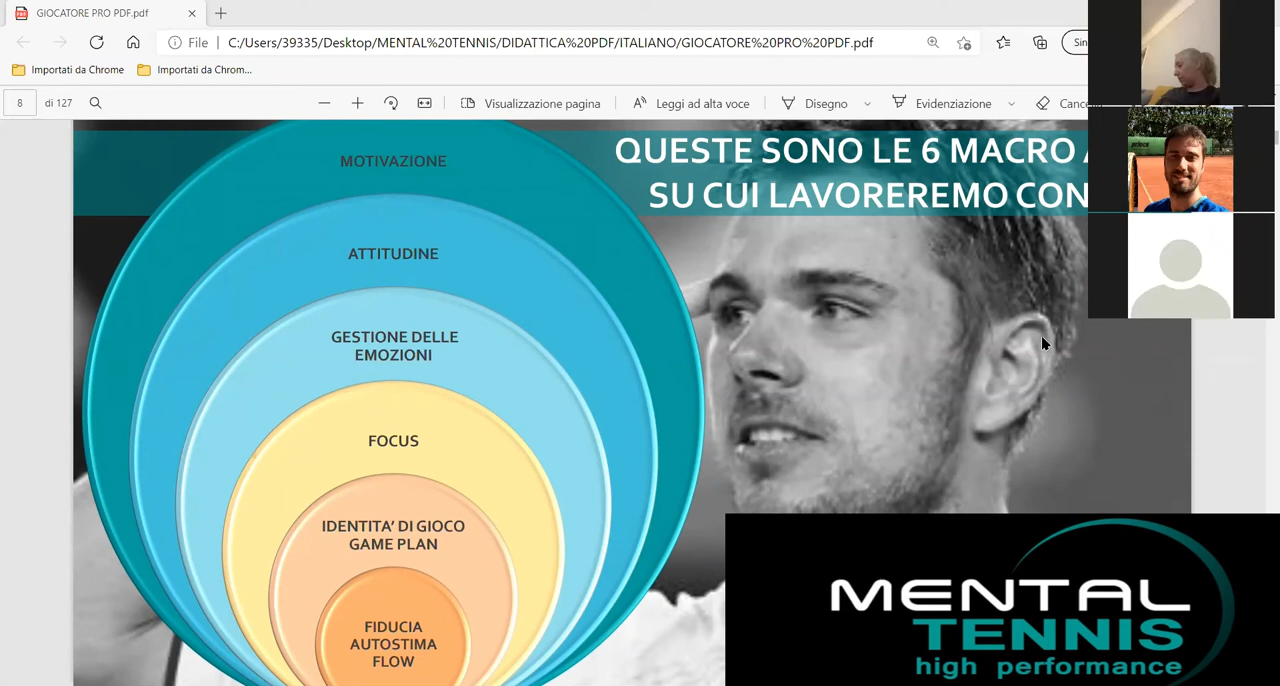 GIOCATORE PRO PDF.pdf
File
C:/Users/39335/Desktop/MENTAL%20TENNIS/DIDATTICA%20PDF/ITALIANO/GIOCATORE%20PRO%20PDF.pdf
Sin
Importati da Chrome
Importati da Chrom...
8
di 127
Visualizzazione pagina
Leggi ad alta voce
Disegno
Evidenziazione
Cancel
QUESTE SONO LE 6 MACRO
SU CUI LAVOREREMO CON
MOTIVAZIONE
ATTITUDINE
GESTIONE DELLE
EMOZIONI
FOCUS
IDENTITA’ DI GIOCO
GAME PLAN
FIDUCIA
AUTOSTIMA
FLOW
prince
MENTAL
TENNIS
high performance